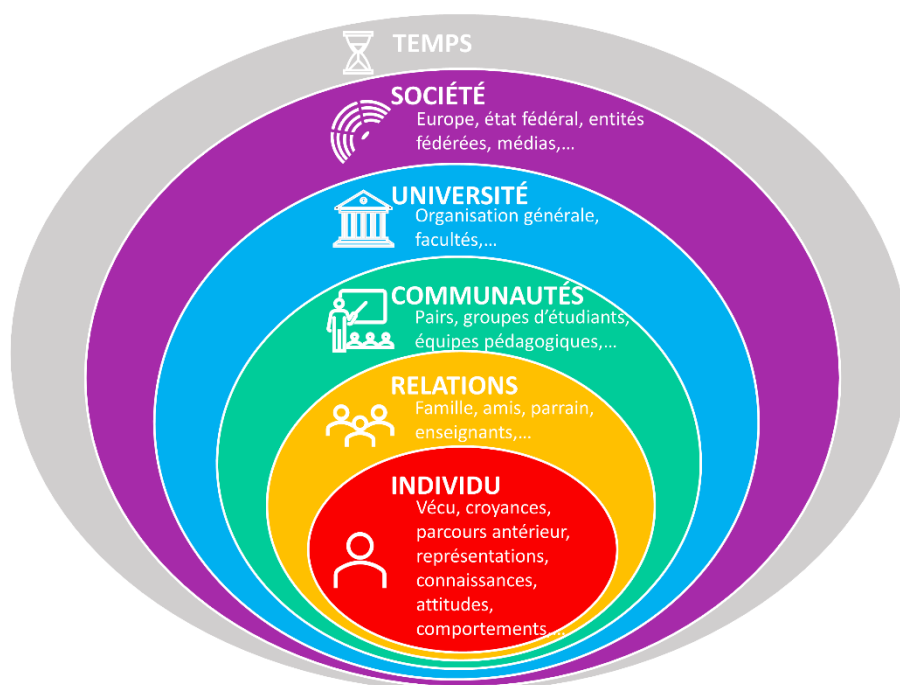 TEMPS
SOCIÉTÉ
Europe, état fédéral, entités
fédérées, médias,...
UNIVERSITÉ
Organisation générale,
facultés,...
COMMUNAUTÉS
Pairs, groupes d'étudiants,
équipes pédagogiques,...
RELATIONS
Famille, amis, parrain,
enseignants,...
INDIVIDU
Vécu, croyances,
parcours antérieur,
représentations,
connaissances,
attitudes,
comportements,...